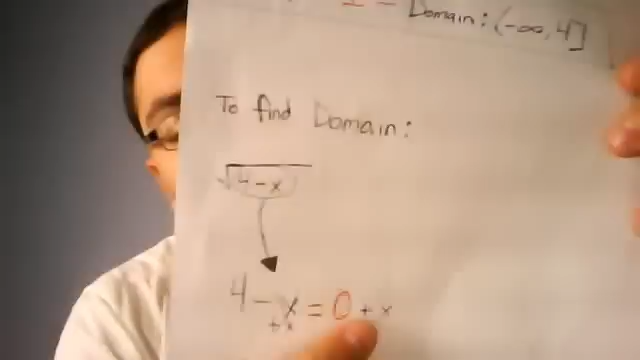 Domain: (-∞, 4]
To find Domain:
√4-x
4-x=0+x
+x